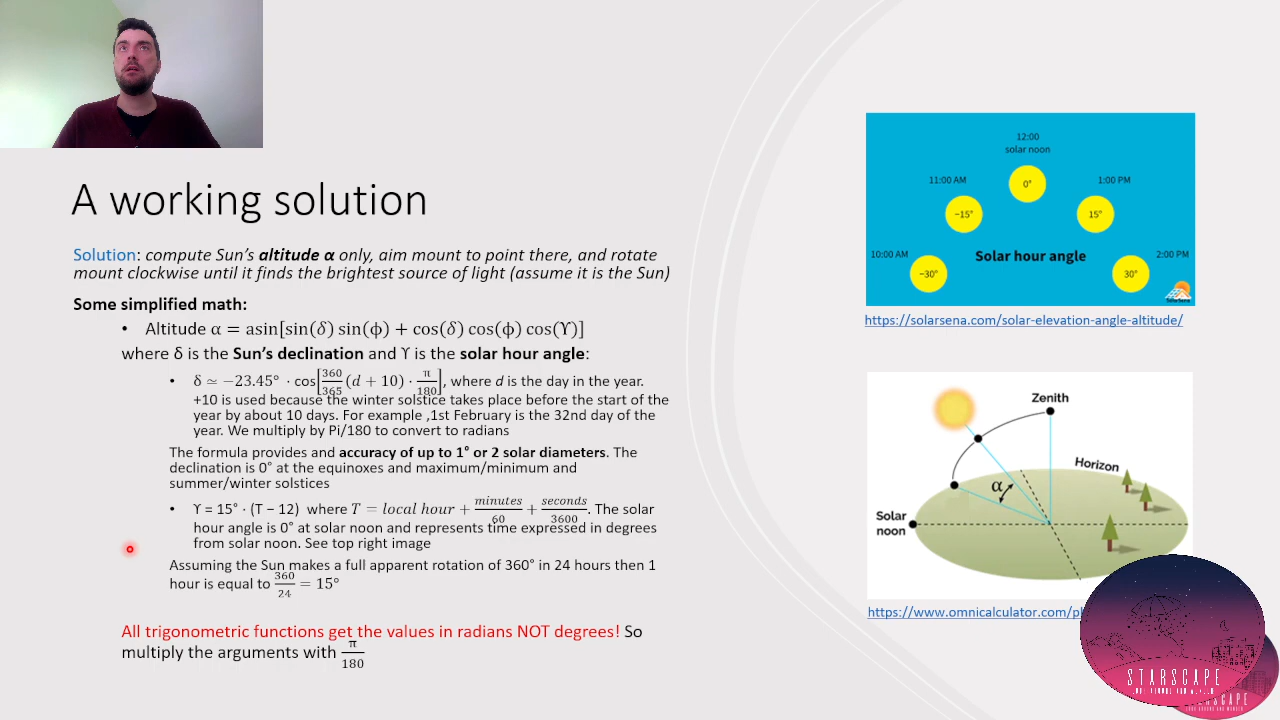 A working solution
Solution: compute Sun's altitude α only, aim mount to point there, and rotate
mount clockwise until it finds the brightest source of light (assume it is the Sun)
Some simplified math:
• Altitude α = asin[sin(δ) sin(ϕ) + cos(δ) cos(ϕ) cos(ϒ)]
where δ is the Sun's declination and ϒ is the solar hour angle:
• δ ≃ −23.45° · cos[360/365 (d + 10) · π/180], where d is the day in the year.
+10 is used because the winter solstice takes place before the start of the
year by about 10 days. For example ,1st February is the 32nd day of the
year. We multiply by Pi/180 to convert to radians
The formula provides and accuracy of up to 1° or 2 solar diameters. The
declination is 0° at the equinoxes and maximum/minimum and
summer/winter solstices
• ϒ = 15° · (T − 12) where T = local hour + minutes/60 + seconds/3600. The solar
hour angle is 0° at solar noon and represents time expressed in degrees
from solar noon. See top right image
Assuming the Sun makes a full apparent rotation of 360° in 24 hours then 1
hour is equal to 360/24 = 15°
All trigonometric functions get the values in radians NOT degrees! So
multiply the arguments with π/180
12:00
solar noon
0°
11:00 AM
1:00 PM
−15°
15°
10:00 AM
Solar hour angle
2:00 PM
−30°
30°
SolarSena
https://solarsena.com/solar-elevation-angle-altitude/
Zenith
Horizon
α
Solar
noon
https://www.omnicalculator.com/ph
STARSCAPE